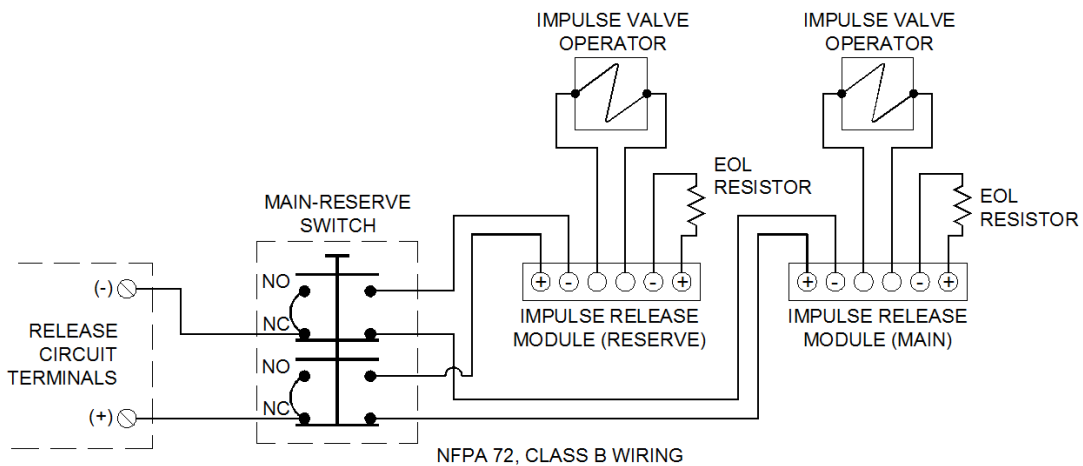 IMPULSE VALVE
OPERATOR
IMPULSE VALVE
OPERATOR
EOL
RESISTOR
EOL
RESISTOR
MAIN-RESERVE
SWITCH
NO
NC
NO
NC
(-)
RELEASE
CIRCUIT
TERMINALS
(+)
+ - - +
IMPULSE RELEASE
MODULE (RESERVE)
+ - - +
IMPULSE RELEASE
MODULE (MAIN)
NFPA 72, CLASS B WIRING